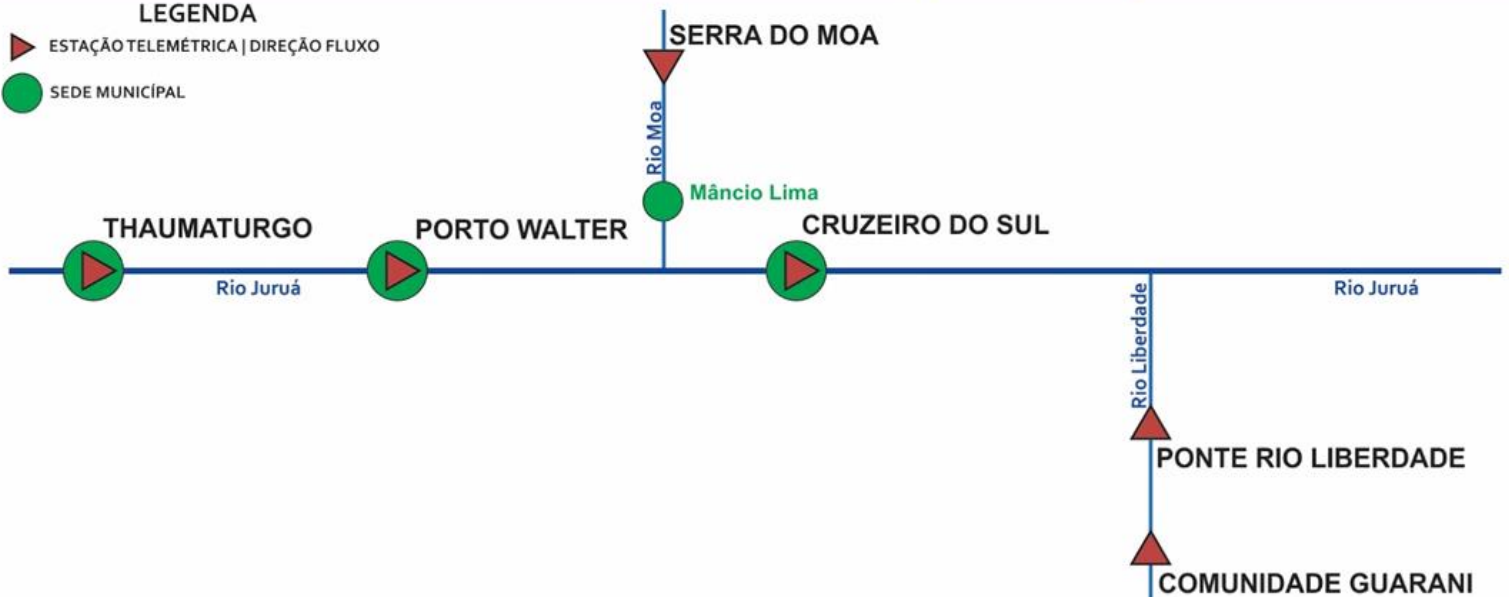 LEGENDA
ESTAÇÃO TELEMÉTRICA | DIREÇÃO FLUXO
SEDE MUNICÍPAL
SERRA DO MOA
Rio Moa
Mâncio Lima
THAUMATURGO
PORTO WALTER
CRUZEIRO DO SUL
Rio Juruá
Rio Juruá
Rio Liberdade
PONTE RIO LIBERDADE
COMUNIDADE GUARANI